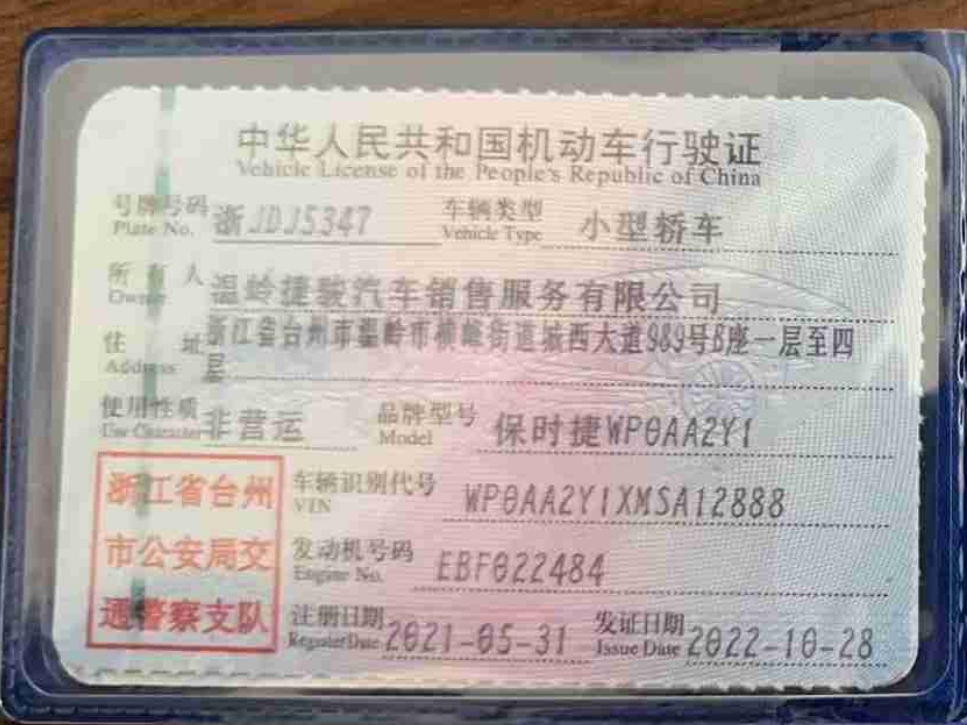 中华人民共和国机动车行驶证
Vehicle License of the People's Republic of China
号牌号码 浙JDJ5347 车辆类型 小型轿车
Plate No. Vehicle Type
所有人 温岭捷骏汽车销售服务有限公司
Owner
住址 浙江省台州市温岭市横峰街道城西大道989号B座一层至四
Address 层
使用性质 非营运 品牌型号 保时捷WP0AA2Y1
Use Character Model
浙江省台州 车辆识别代号 WP0AA2Y1XMSA12888
VIN
市公安局交 发动机号码 EBF022484
Engine No.
通警察支队 注册日期 2021-05-31 发证日期 2022-10-28
Register Date Issue Date